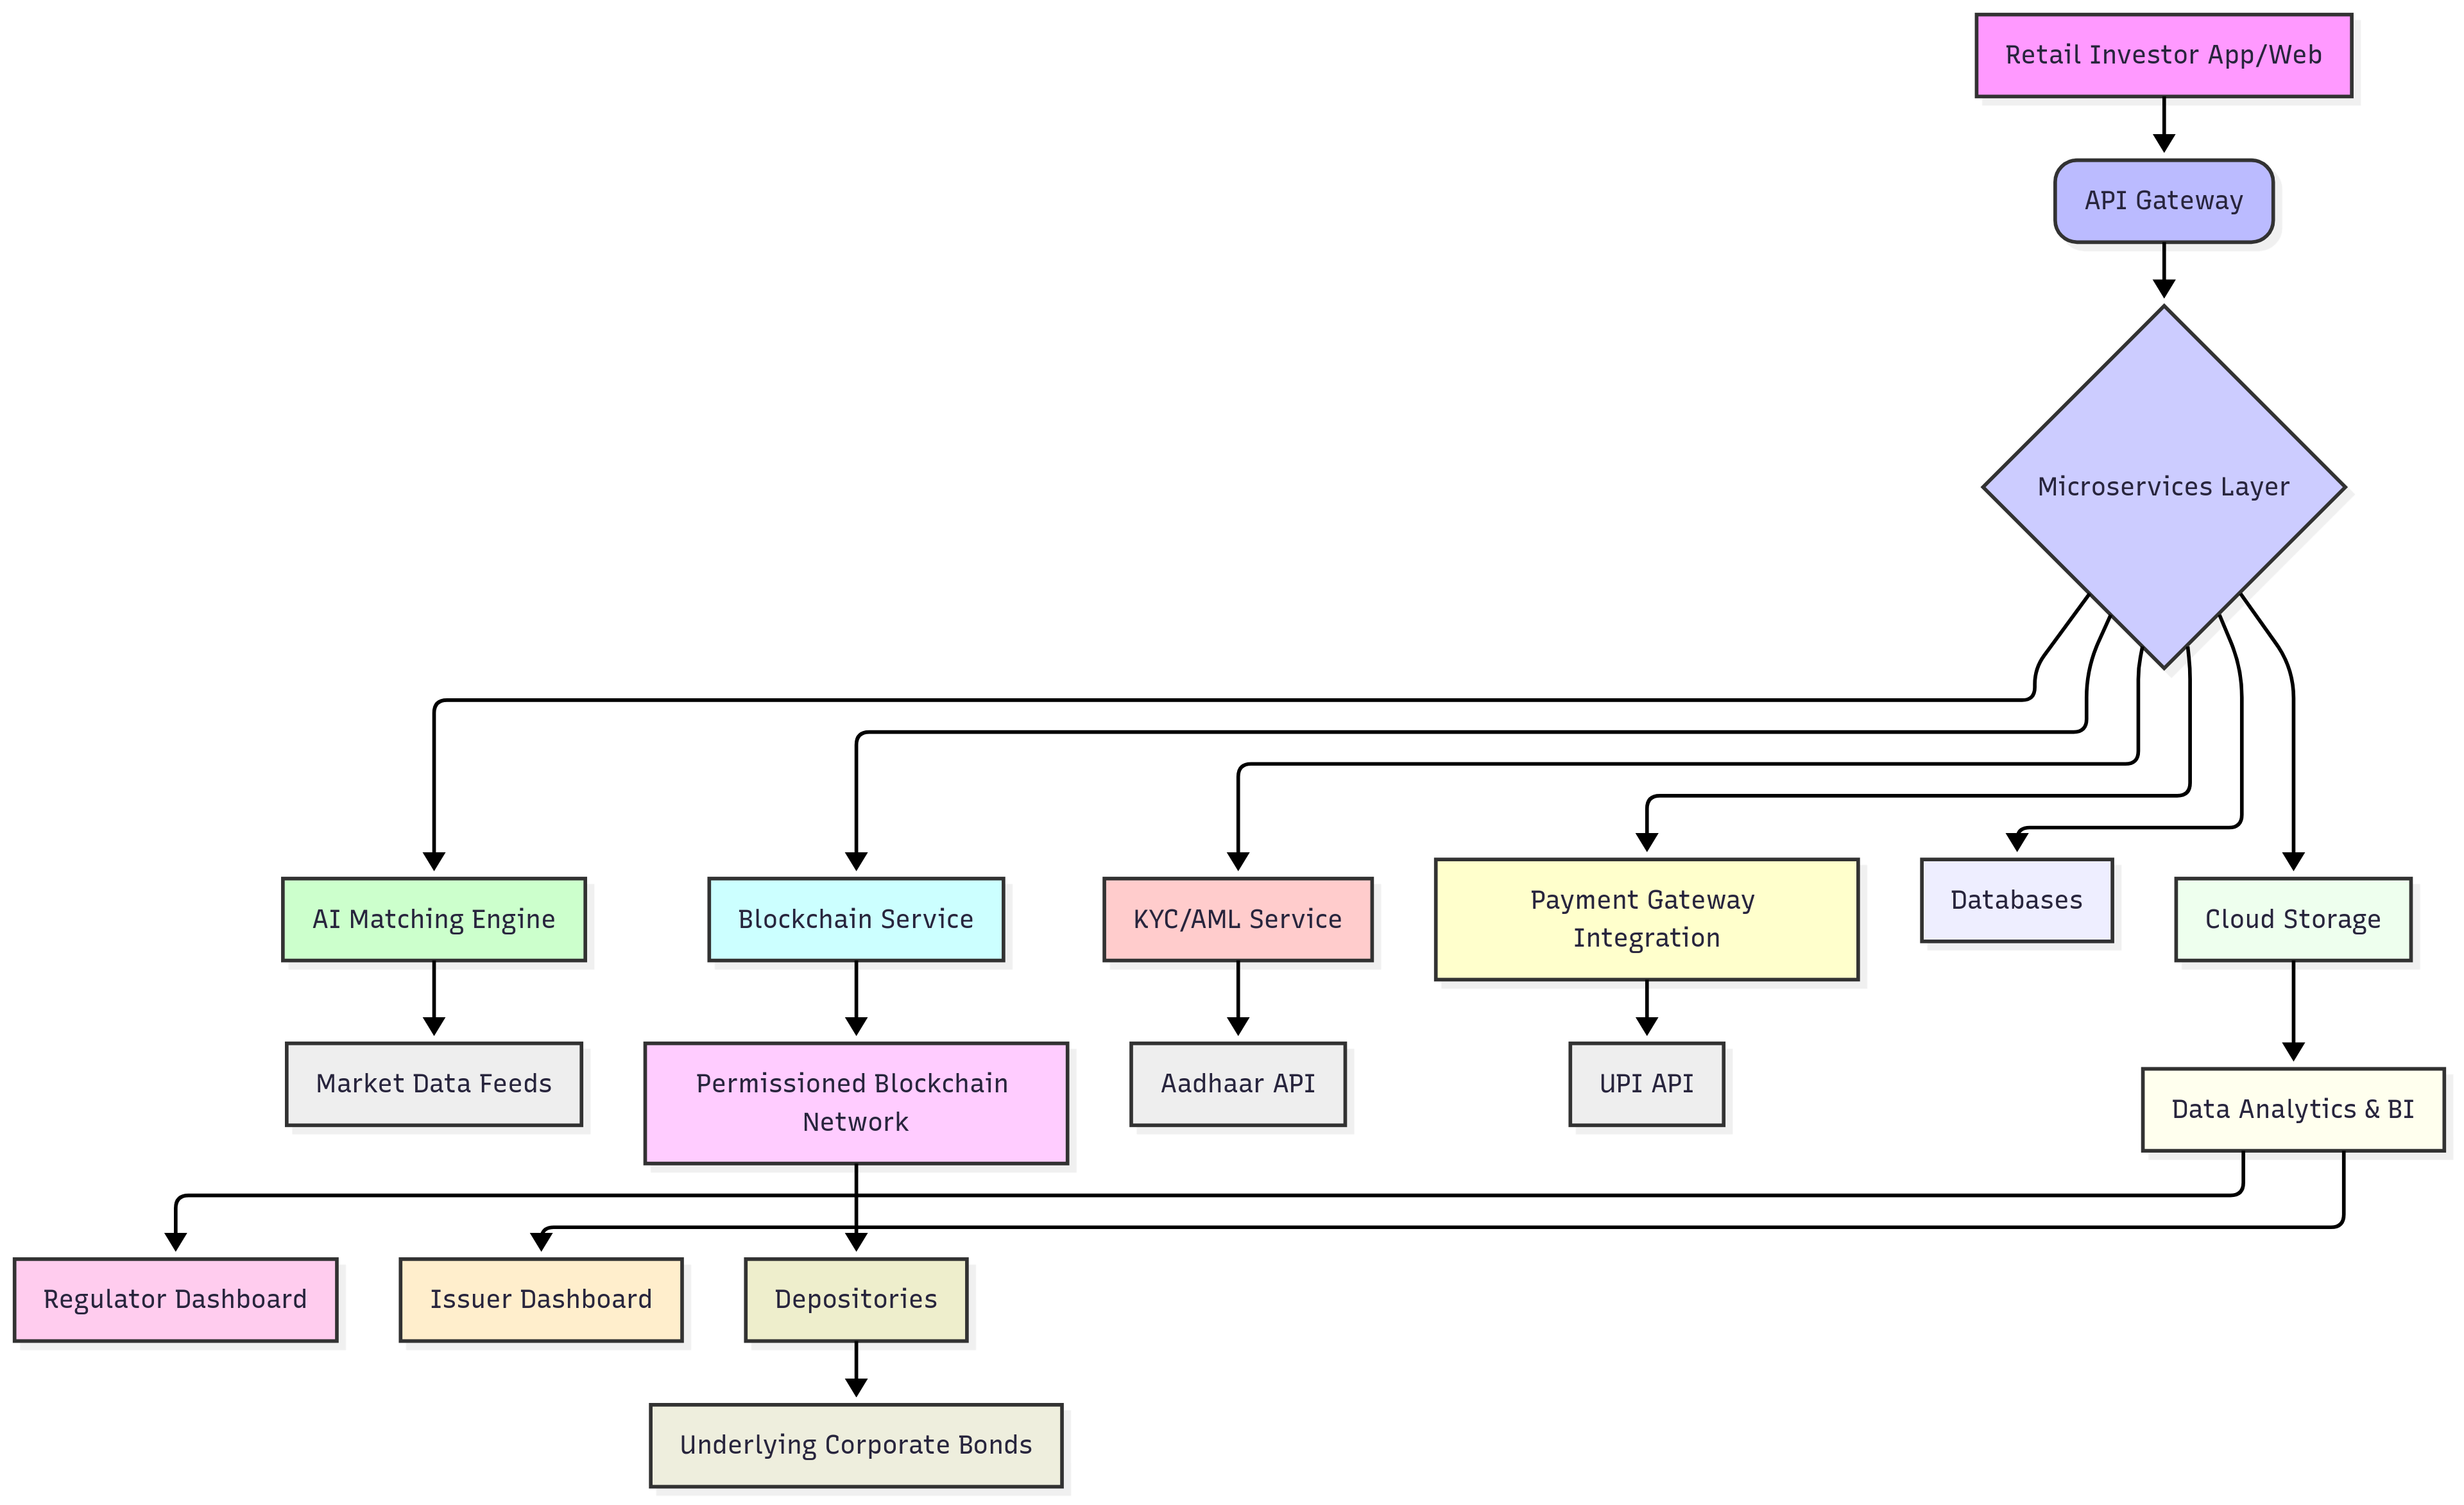 Retail Investor App/Web
API Gateway
Microservices Layer
AI Matching Engine
Blockchain Service
KYC/AML Service
Payment Gateway
Integration
Databases
Cloud Storage
Market Data Feeds
Permissioned Blockchain
Network
Aadhaar API
UPI API
Data Analytics & BI
Regulator Dashboard
Issuer Dashboard
Depositories
Underlying Corporate Bonds